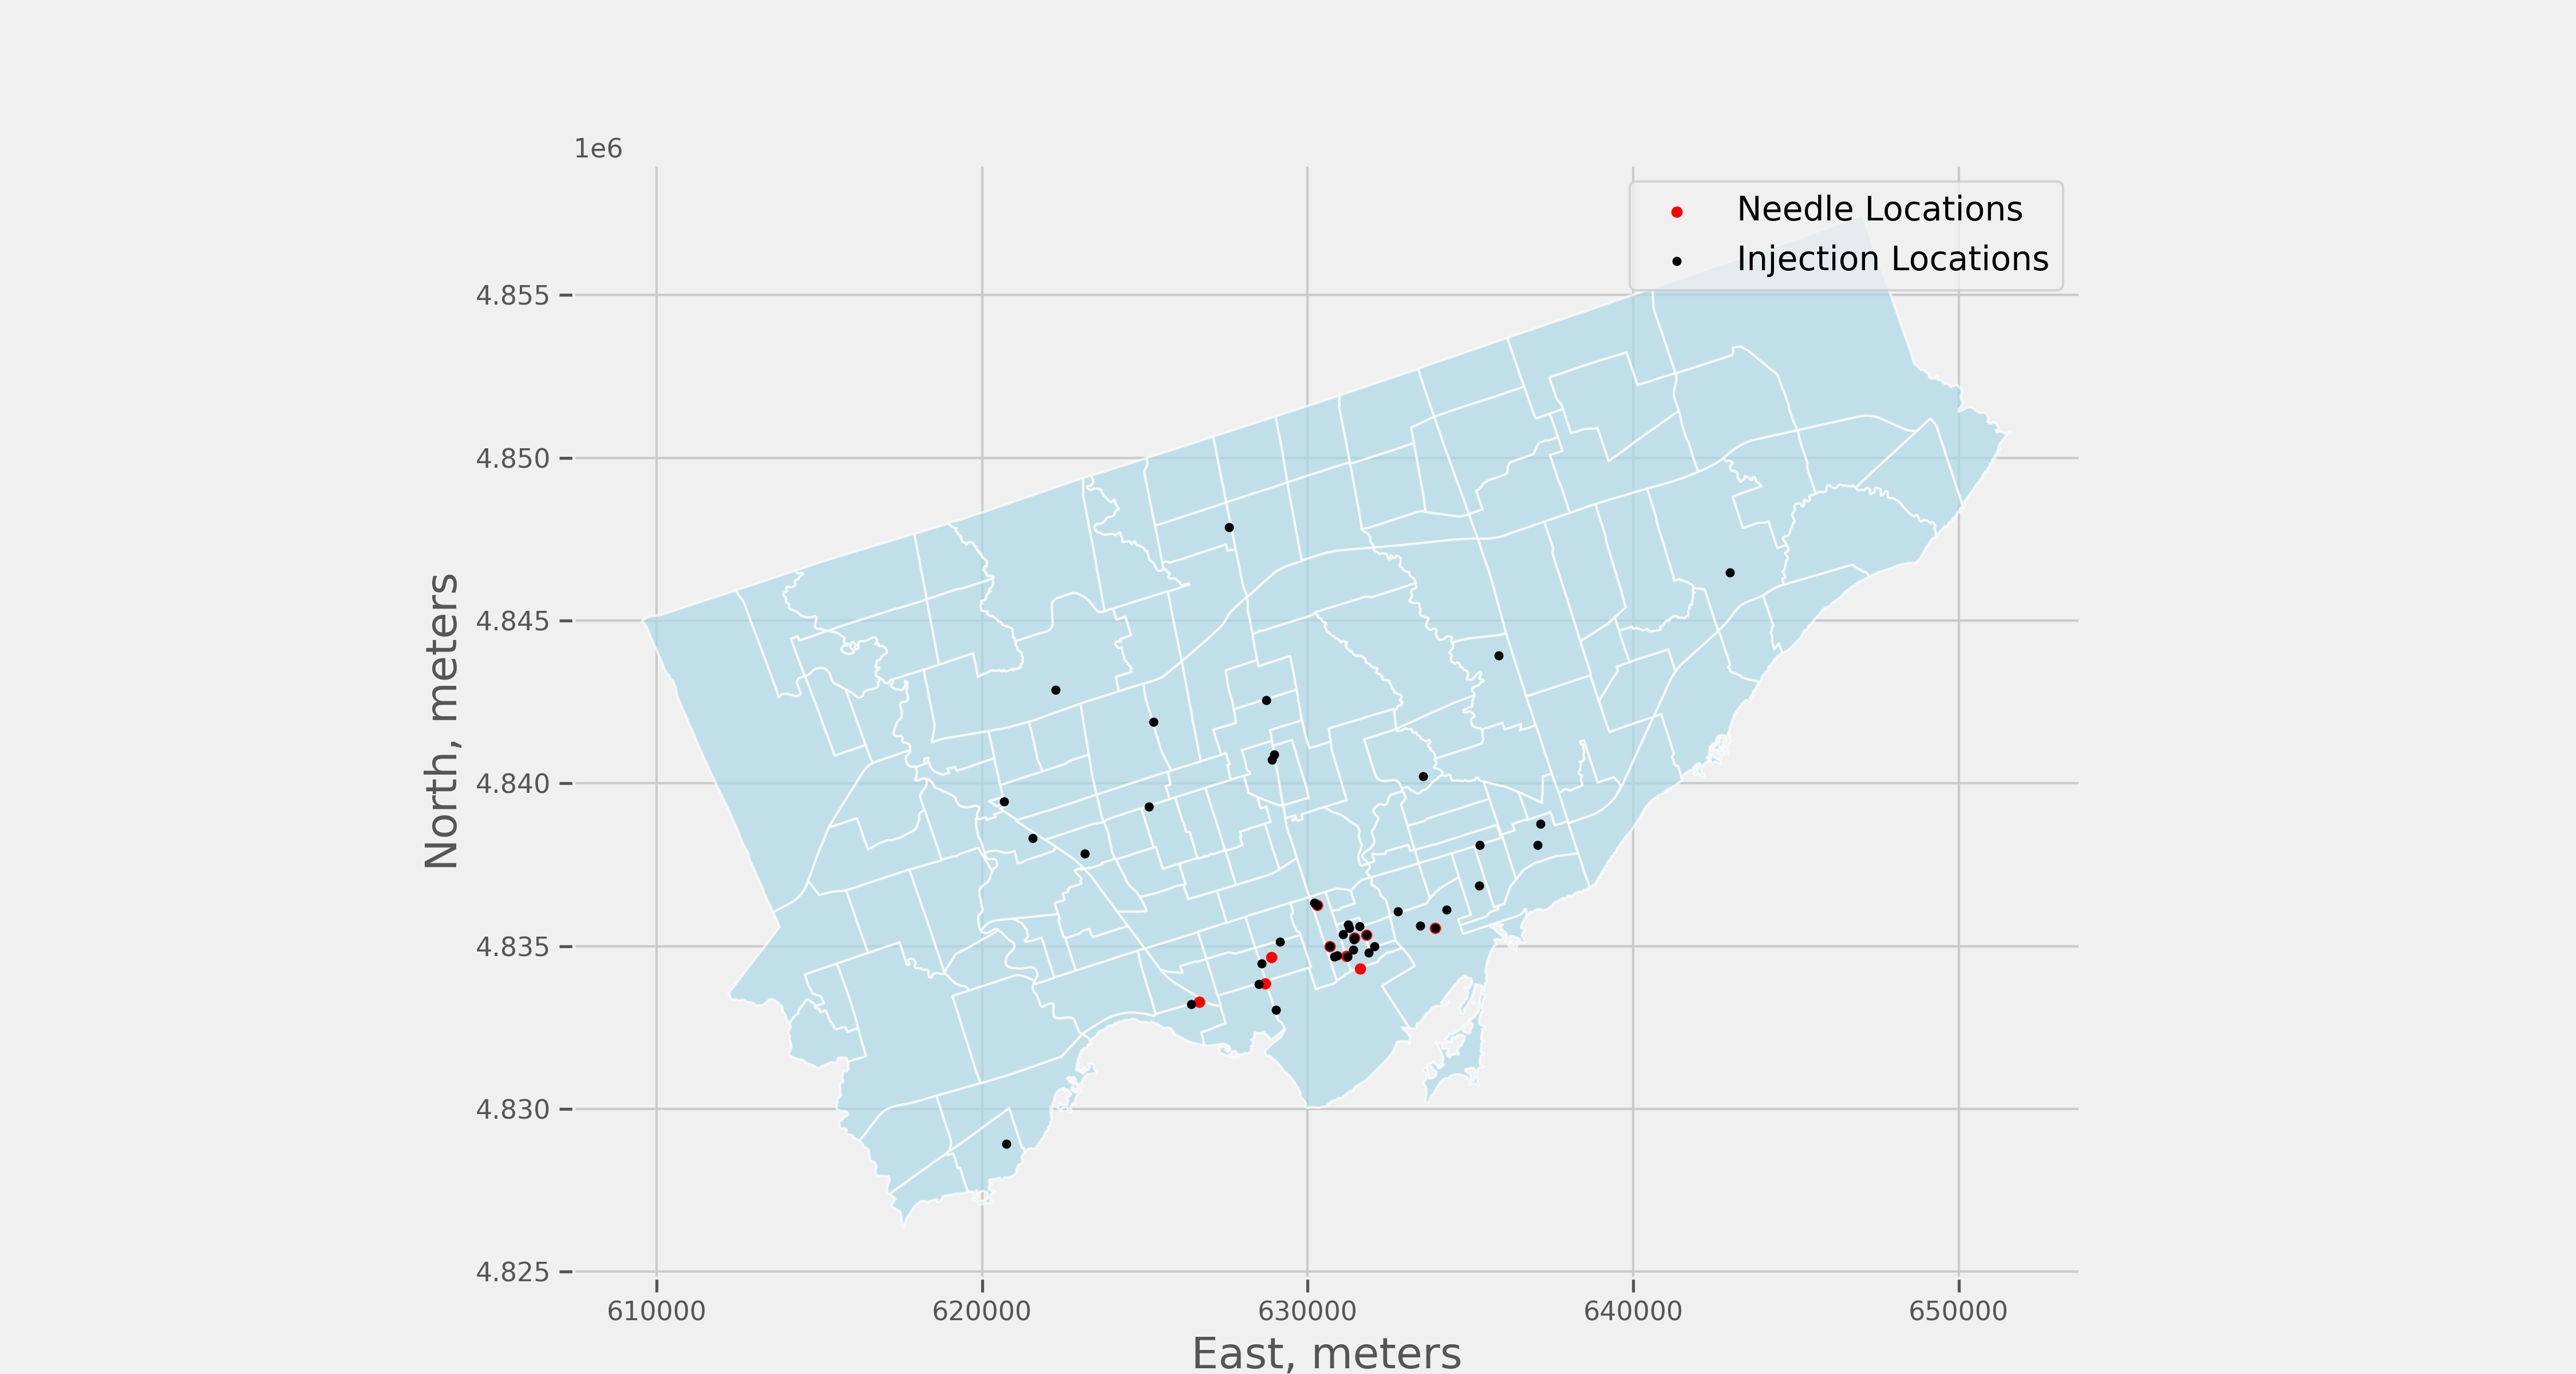 1e6
Needle Locations
Injection Locations
4.855
4.850
4.845
4.840
4.835
4.830
4.825
North, meters
610000 620000 630000 640000 650000
East, meters